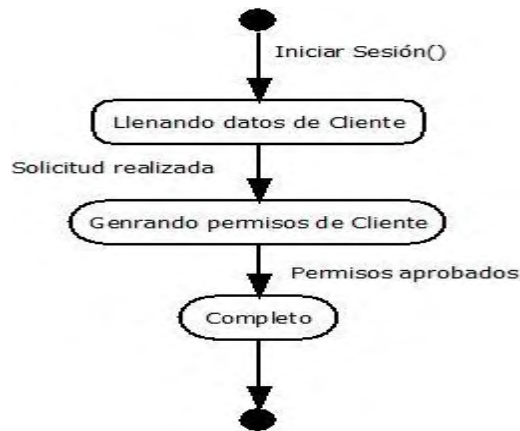 Iniciar Sesión()
Llenando datos de Cliente
Solicitud realizada
Genrando permisos de Cliente
Permisos aprobados
Completo